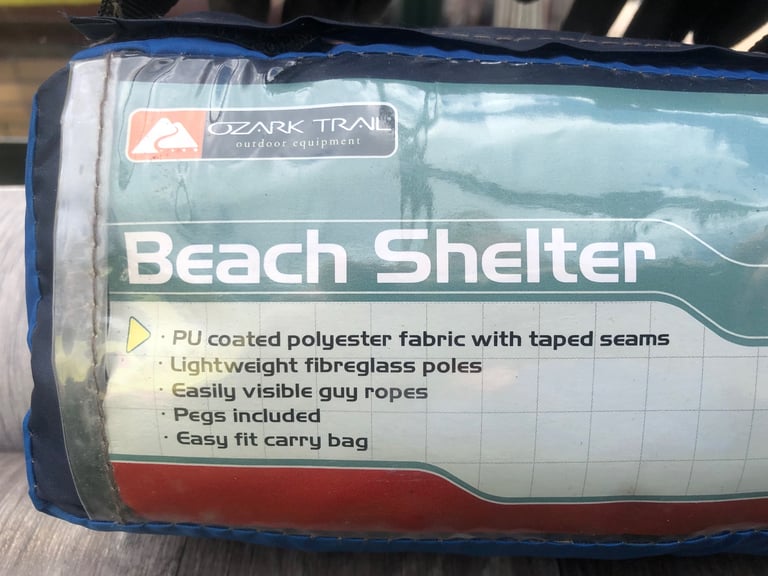 OZARK TRAIL
outdoor equipment
Beach Shelter
· PU coated polyester fabric with taped seams
· Lightweight fibreglass poles
· Easily visible guy ropes
· Pegs included
· Easy fit carry bag